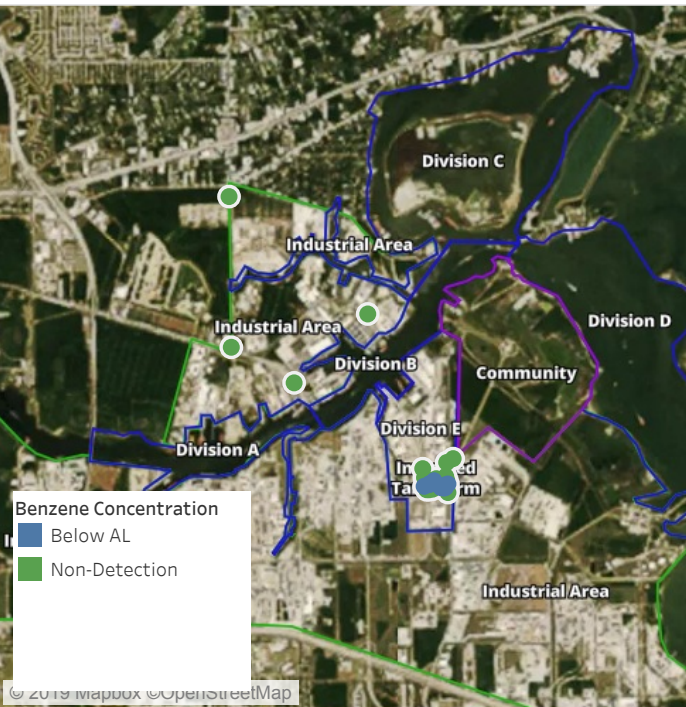 Division C
Industrial Area
Division D
Industrial Area
Division B
Community
Division E
Division A
Benzene Concentration
Below AL
Non-Detection
Industrial Area
© 2019 Mapbox ©OpenStreetMap